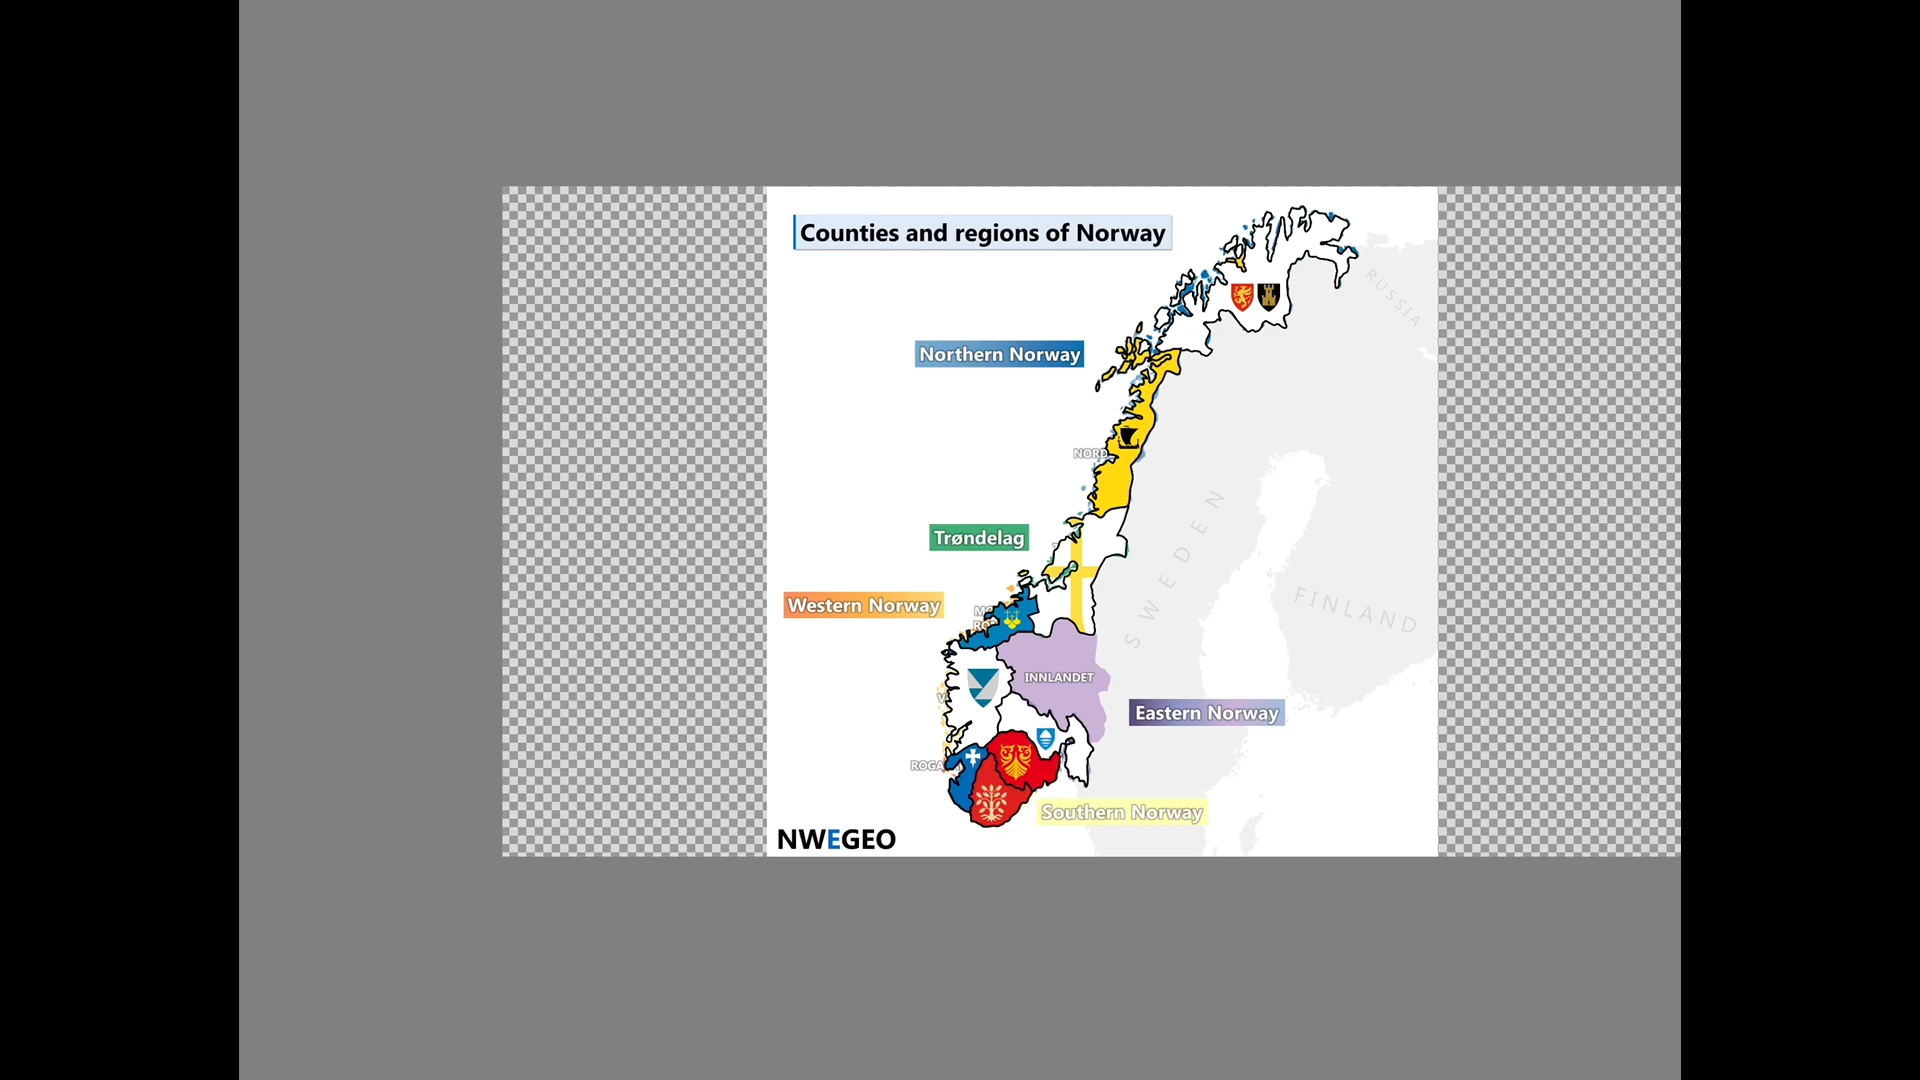 Counties and regions of Norway
RUSSIA
Northern Norway
NORD
SWEDEN
Trøndelag
FINLAND
Western Norway
INNLANDET
Eastern Norway
ROGA
Southern Norway
NWEGEO